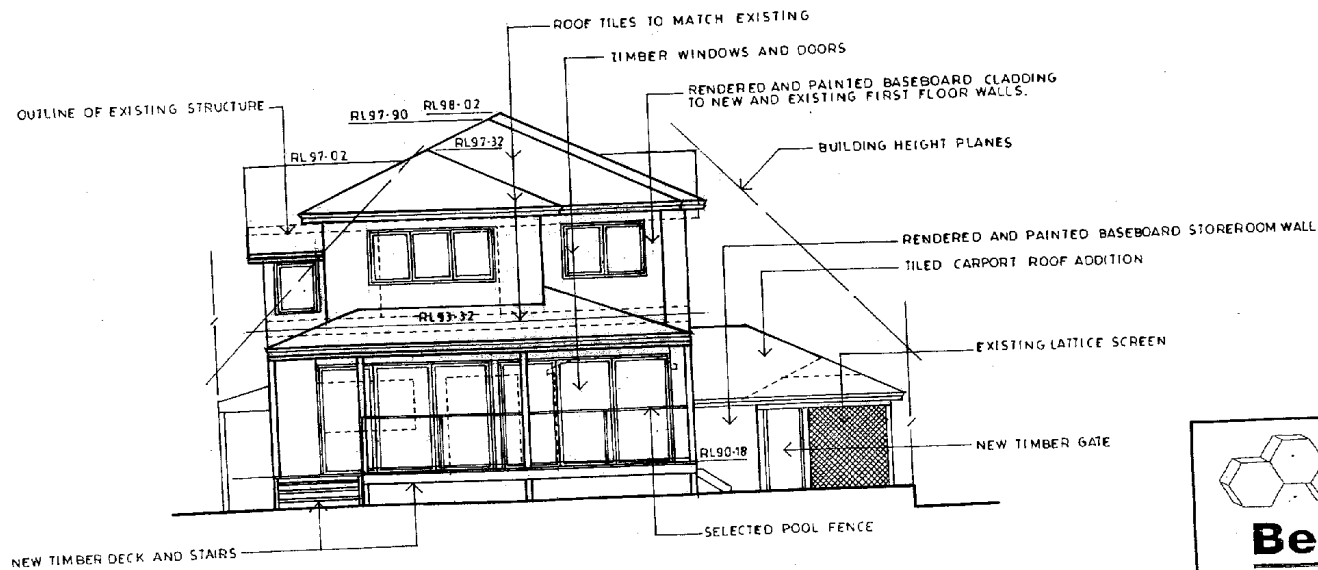 ROOF TILES TO MATCH EXISTING
TIMBER WINDOWS AND DOORS
RENDERED AND PAINTED BASEBOARD CLADDING
TO NEW AND EXISTING FIRST FLOOR WALLS.
OUTLINE OF EXISTING STRUCTURE
RL97-90
RL98-02
RL97-32
RL97-02
BUILDING HEIGHT PLANES
RENDERED AND PAINTED BASEBOARD STOREROOM WALL
TILED CARPORT ROOF ADDITION
RL93-32
EXISTING LATTICE SCREEN
NEW TIMBER GATE
RL90-18
SELECTED POOL FENCE
NEW TIMBER DECK AND STAIRS
Be